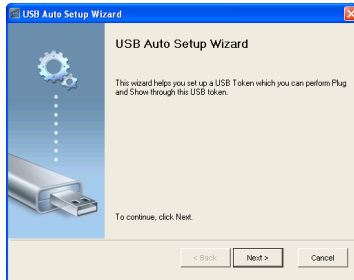 USB Auto Setup Wizard
USB Auto Setup Wizard
This wizard helps you set up a USB Token which you can perform Plug
and Show through this USB token.
To continue, click Next.
< Back
Next >
Cancel